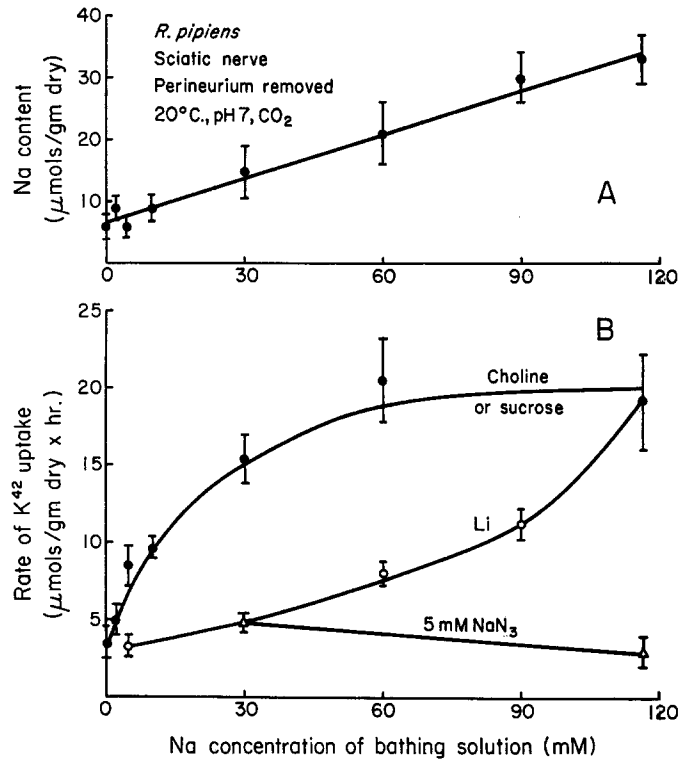 Na content
(μmols/gm dry)
40
30
20
10
R. pipiens
Sciatic nerve
Perineurium removed
20°C., pH 7, CO2
A
0
30
60
90
120
Rate of K42 uptake
(μmols/gm dry x hr.)
25
20
15
10
5
B
Choline
or sucrose
Li
5 mM NaN3
0
30
60
90
120
Na concentration of bathing solution (mM)